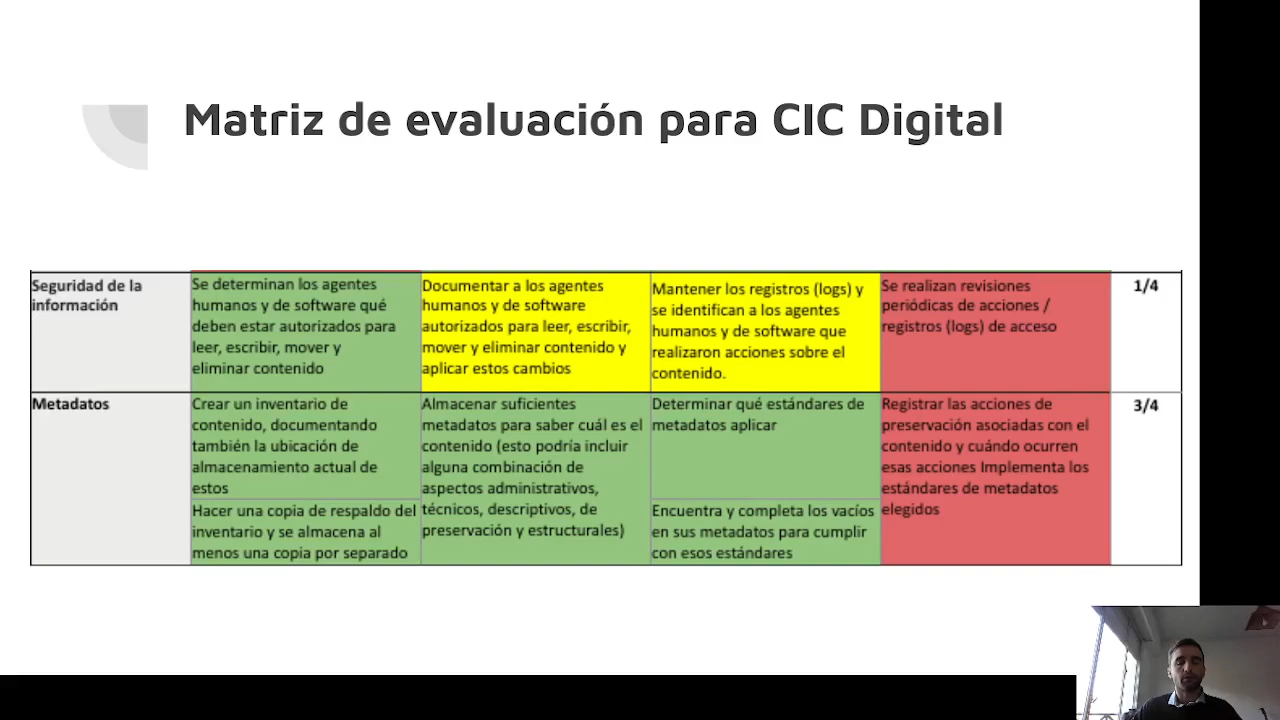 Matriz de evaluación para CIC Digital
Seguridad de la
información
Se determinan los agentes
humanos y de software qué
deben estar autorizados para
leer, escribir, mover y
eliminar contenido
Documentar a los agentes
humanos y de software
autorizados para leer, escribir,
mover y eliminar contenido y
aplicar estos cambios
Mantener los registros (logs) y
se identifican a los agentes
humanos y de software que
realizaron acciones sobre el
contenido.
Se realizan revisiones
periódicas de acciones /
registros (logs) de acceso
1/4
Metadatos
Crear un inventario de
contenido, documentando
también la ubicación de
almacenamiento actual de
estos
Hacer una copia de respaldo del
inventario y se almacena al
menos una copia por separado
Almacenar suficientes
metadatos para saber cuál es el
contenido (esto podría incluir
alguna combinación de
aspectos administrativos,
técnicos, descriptivos, de
preservación y estructurales)
Determinar qué estándares de
metadatos aplicar
Encuentra y completa los vacíos
en sus metadatos para cumplir
con esos estándares
Registrar las acciones de
preservación asociadas con el
contenido y cuándo ocurren
esas acciones Implementa los
estándares de metadatos
elegidos
3/4